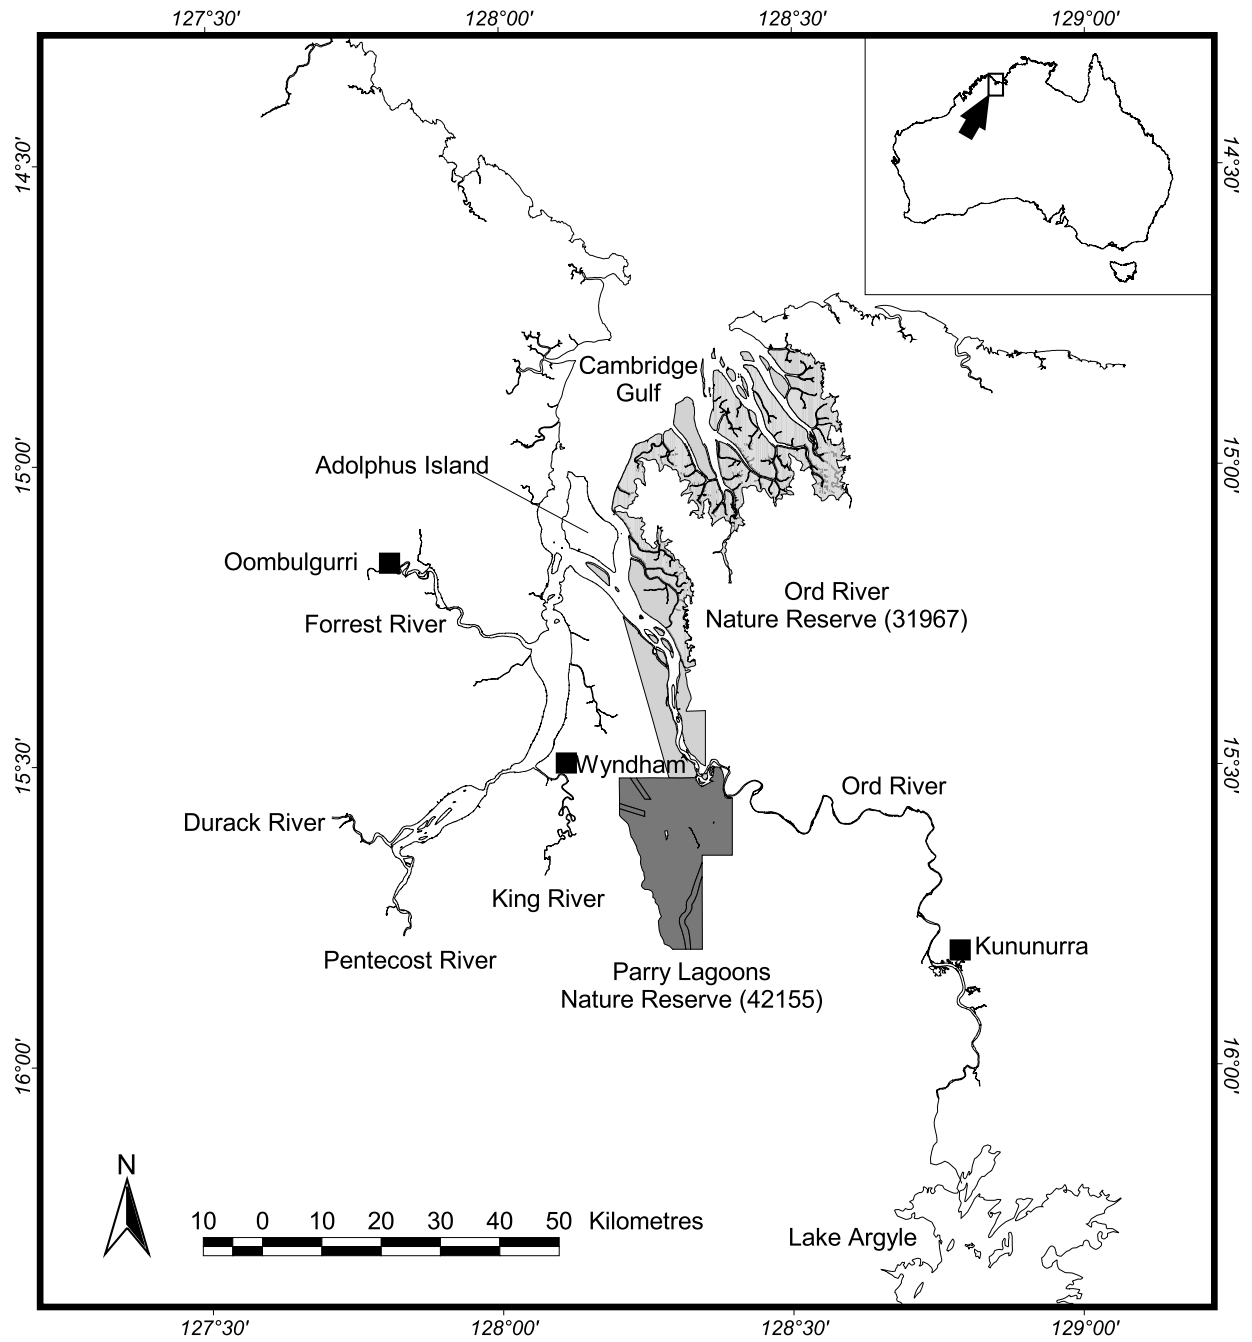 127°30'
128°00'
128°30'
129°00'
14°30'
14°30'
Cambridge
Gulf
Adolphus Island
15°00'
15°00'
Oombulgurri
Forrest River
Ord River
Nature Reserve (31967)
15°30'
15°30'
Wyndham
Ord River
Durack River
King River
Pentecost River
Kununurra
Parry Lagoons
Nature Reserve (42155)
16°00'
16°00'
N
10 0 10 20 30 40 50 Kilometres
Lake Argyle
127°30'
128°00'
128°30'
129°00'